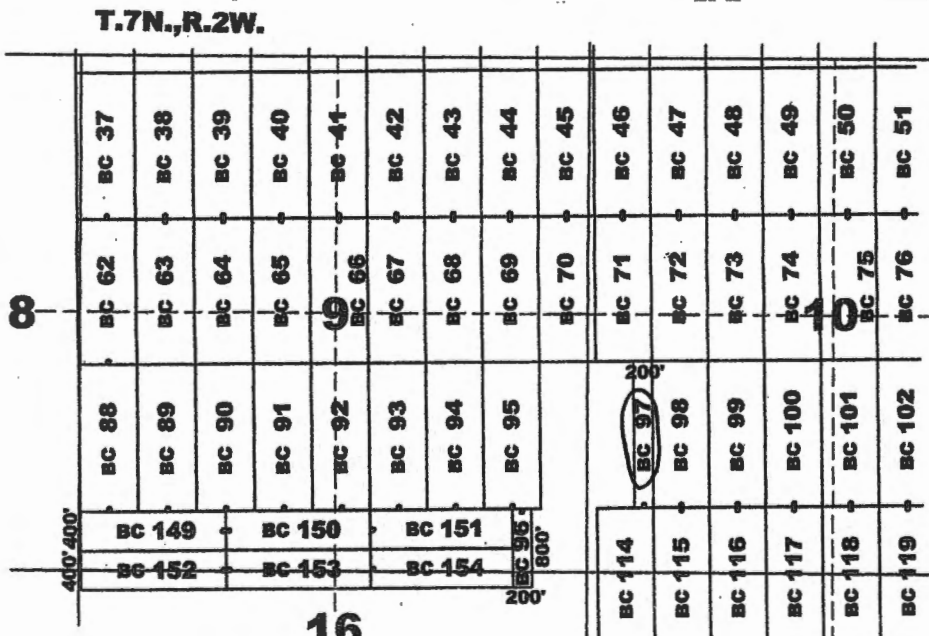 T.7N.,R.2W.
BC 37 BC 38 BC 39 BC 40 BC 41 BC 42 BC 43 BC 44 BC 45 BC 46 BC 47 BC 48 BC 49 BC 50 BC 51
BC 62 BC 63 BC 64 BC 65 BC 66 BC 67 BC 68 BC 69 BC 70 BC 71 BC 72 BC 73 BC 74 BC 75 BC 76
8 9 10
200'
BC 88 BC 89 BC 90 BC 91 BC 92 BC 93 BC 94 BC 95 BC 97 BC 98 BC 99 BC 100 BC 101 BC 102
400' BC 149 BC 150 BC 151 BC 96 800' BC 114 BC 115 BC 116 BC 117 BC 118 BC 119
400' BC 152 BC 153 BC 154
200'
16